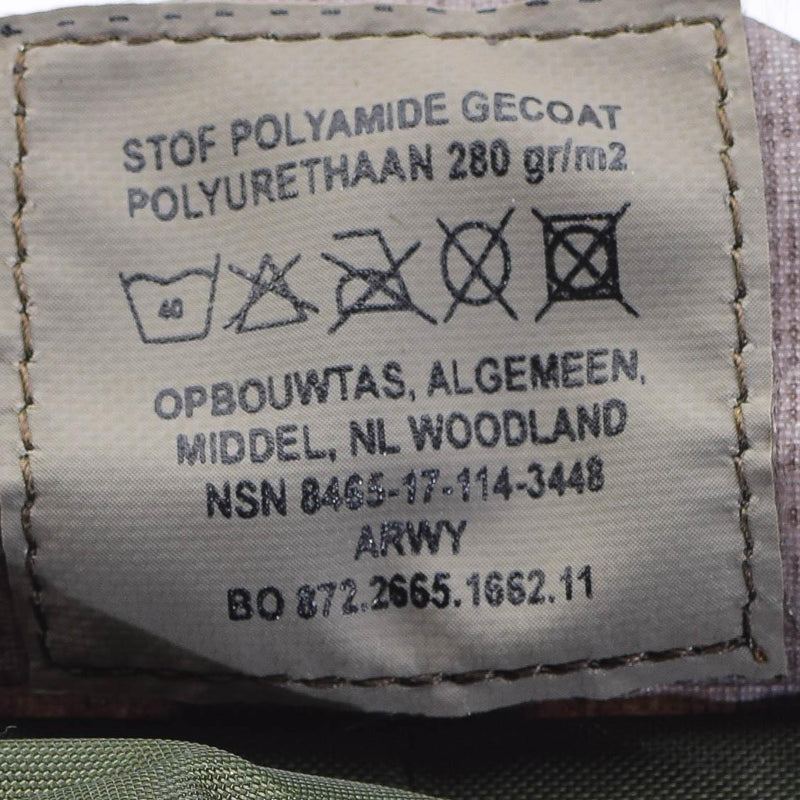 STOF POLYAMIDE GECOAT
POLYURETHAAN 280 gr/m2
40
OPBOUWTAS, ALGEMEEN,
MIDDEL, NL WOODLAND
NSN 8465-17-114-3448
ARWY
BO 872.2665.1662.11